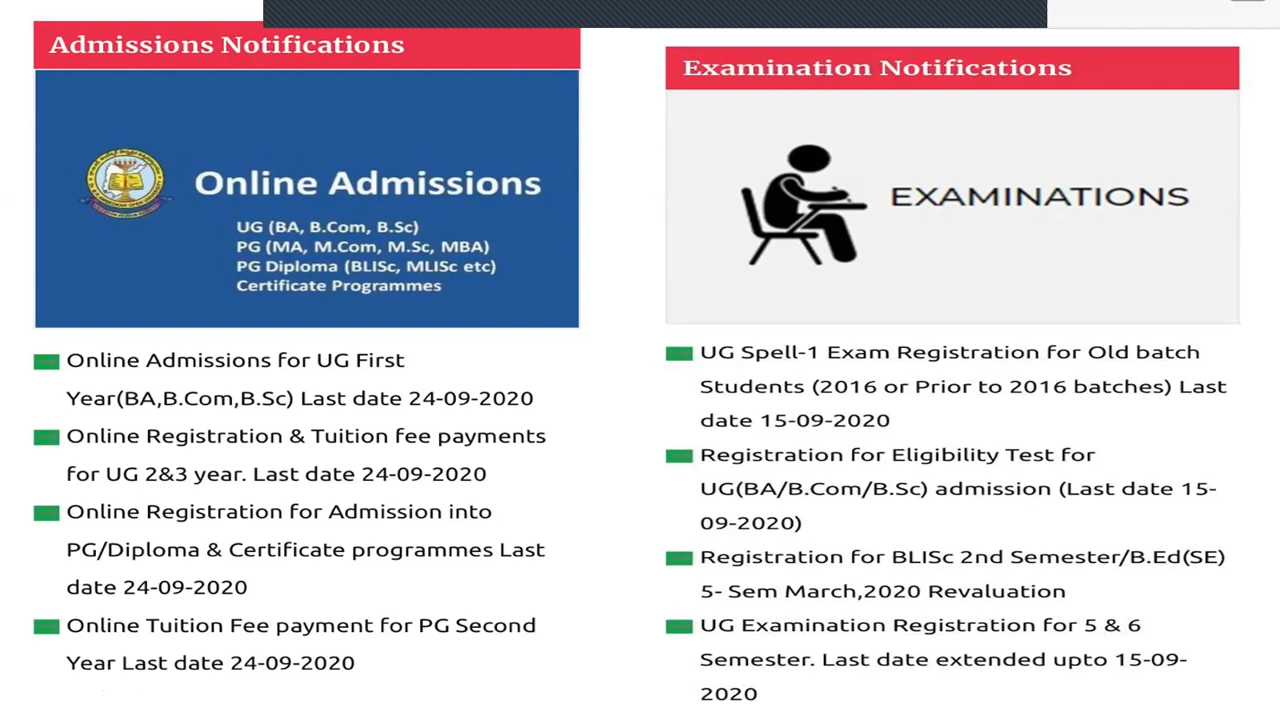 Admissions Notifications
Online Admissions
UG (BA, B.Com, B.Sc)
PG (MA, M.Com, M.Sc, MBA)
PG Diploma (BLISc, MLISc etc)
Certificate Programmes
Online Admissions for UG First
Year(BA,B.Com,B.Sc) Last date 24-09-2020
Online Registration & Tuition fee payments
for UG 2&3 year. Last date 24-09-2020
Online Registration for Admission into
PG/Diploma & Certificate programmes Last
date 24-09-2020
Online Tuition Fee payment for PG Second
Year Last date 24-09-2020
Examination Notifications
EXAMINATIONS
UG Spell-1 Exam Registration for Old batch
Students (2016 or Prior to 2016 batches) Last
date 15-09-2020
Registration for Eligibility Test for
UG(BA/B.Com/B.Sc) admission (Last date 15-
09-2020)
Registration for BLISc 2nd Semester/B.Ed(SE)
5- Sem March,2020 Revaluation
UG Examination Registration for 5 & 6
Semester. Last date extended upto 15-09-
2020